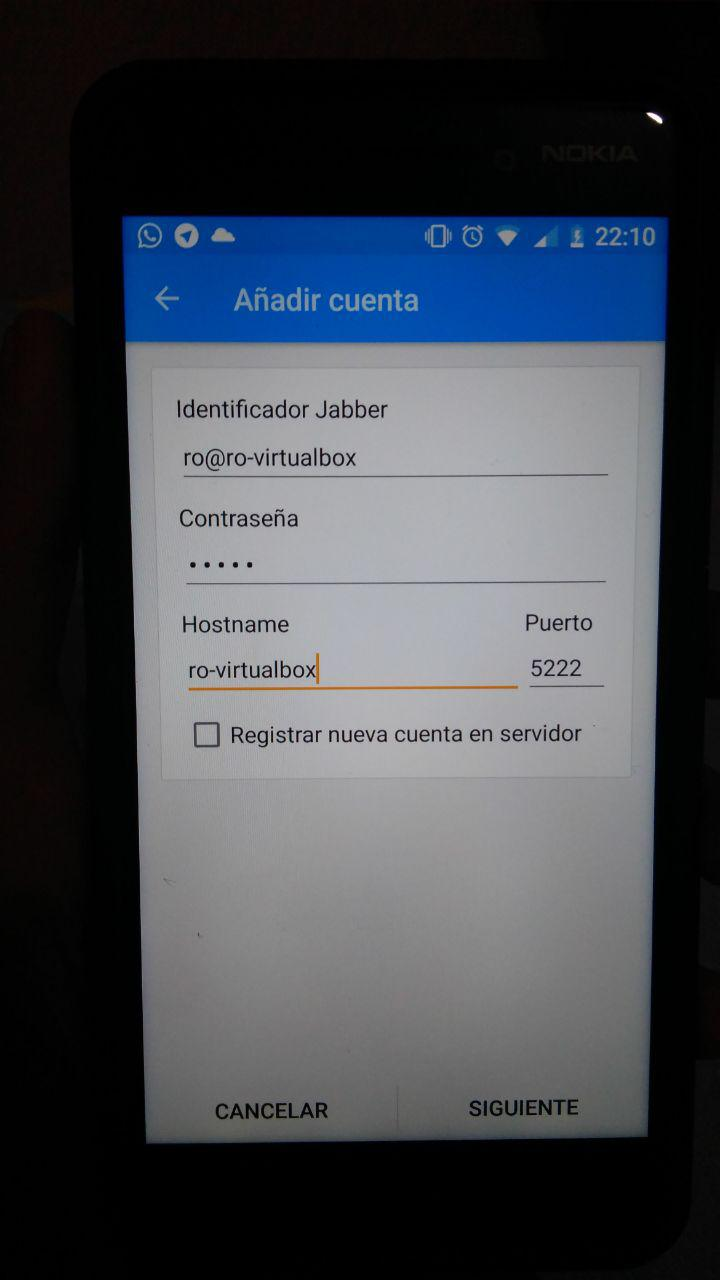 NOKIA
22:10
Añadir cuenta
Identificador Jabber
ro@ro-virtualbox
Contraseña
•••••
Hostname Puerto
ro-virtualbox 5222
Registrar nueva cuenta en servidor
CANCELAR SIGUIENTE